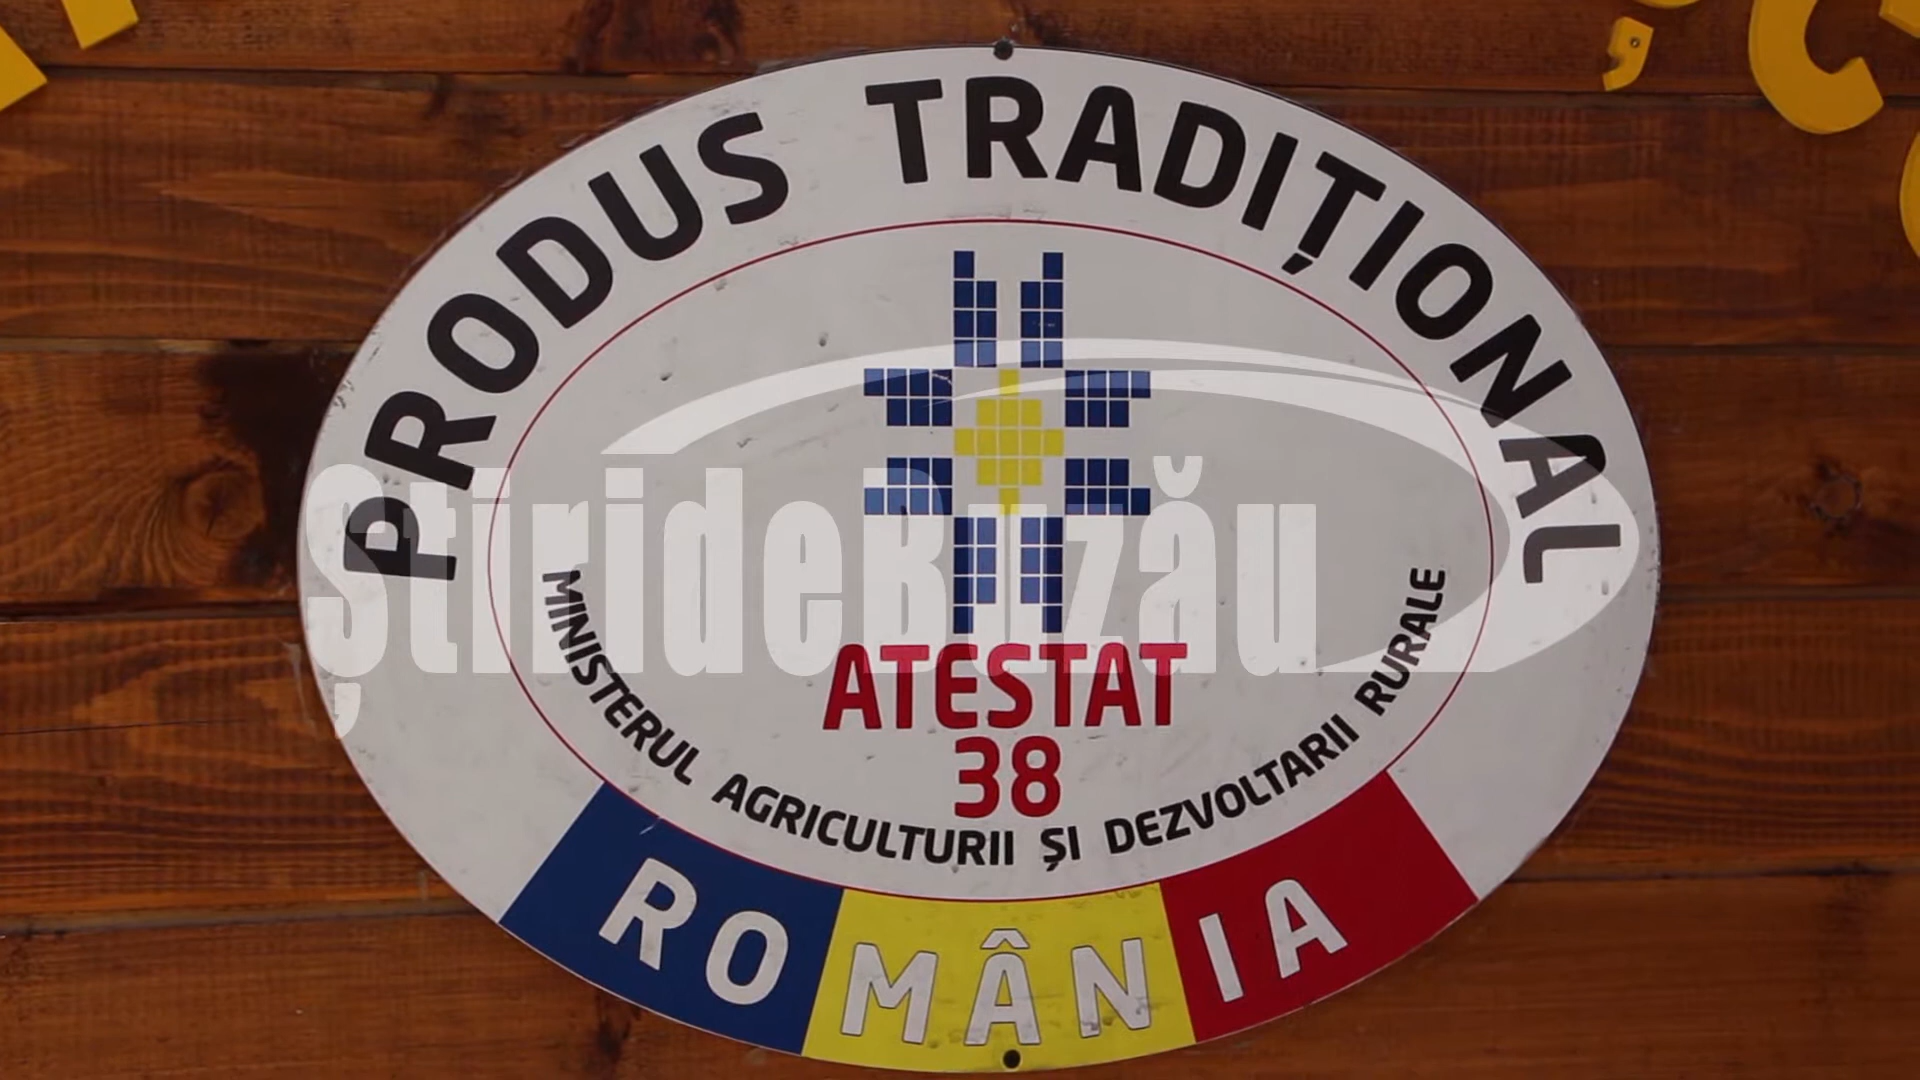 PRODUS TRADIȚIONAL
ȘtirideBuzău
ATESTAT
38
MINISTERUL AGRICULTURII ȘI DEZVOLTARII RURALE
ROMÂNIA